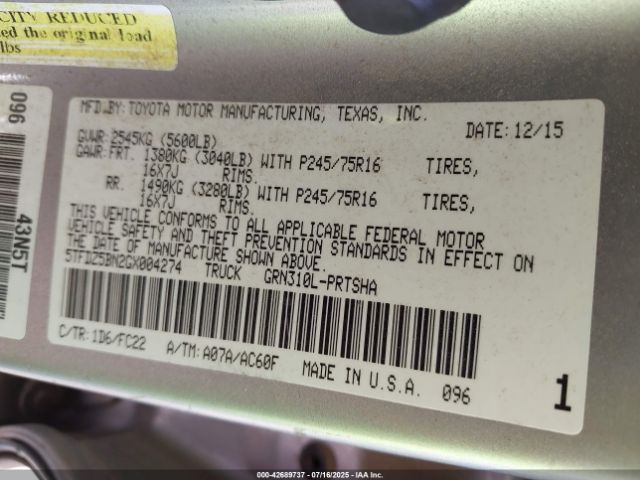 CITY REDUCED
ed the original load
lbs
096
43N5T
MFD.BY: TOYOTA MOTOR MANUFACTURING, TEXAS, INC.
DATE: 12/15
GVWR: 2545KG (5600LB)
GAWR: FRT. 1380KG (3040LB) WITH P245/75R16 TIRES,
16X7J RIMS.
RR. 1490KG (3280LB) WITH P245/75R16 TIRES,
16X7J RIMS.
THIS VEHICLE CONFORMS TO ALL APPLICABLE FEDERAL MOTOR
VEHICLE SAFETY AND THEFT PREVENTION STANDARDS IN EFFECT ON
THE DATE OF MANUFACTURE SHOWN ABOVE.
5TFDZ5BN2GX004274 TRUCK GRN310L-PRTSHA
C/TR: 1D6/FC22 A/TM: A07A/AC60F MADE IN U.S.A. 096
1
000-42689737 - 07/16/2025 - IAA Inc.